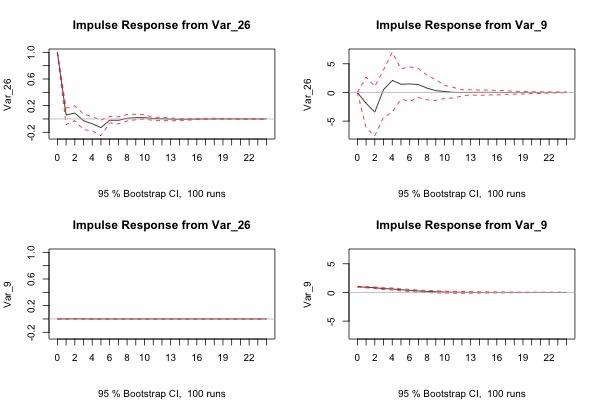 Impulse Response from Var_26
Var_26
1.0
0.6
0.2
-0.2
0 2 4 6 8 10 13 16 19 22
95 % Bootstrap CI, 100 runs
Impulse Response from Var_9
Var_26
5
0
-5
0 2 4 6 8 10 13 16 19 22
95 % Bootstrap CI, 100 runs
Impulse Response from Var_26
Var_9
1.0
0.6
0.2
-0.2
0 2 4 6 8 10 13 16 19 22
95 % Bootstrap CI, 100 runs
Impulse Response from Var_9
Var_9
5
0
-5
0 2 4 6 8 10 13 16 19 22
95 % Bootstrap CI, 100 runs